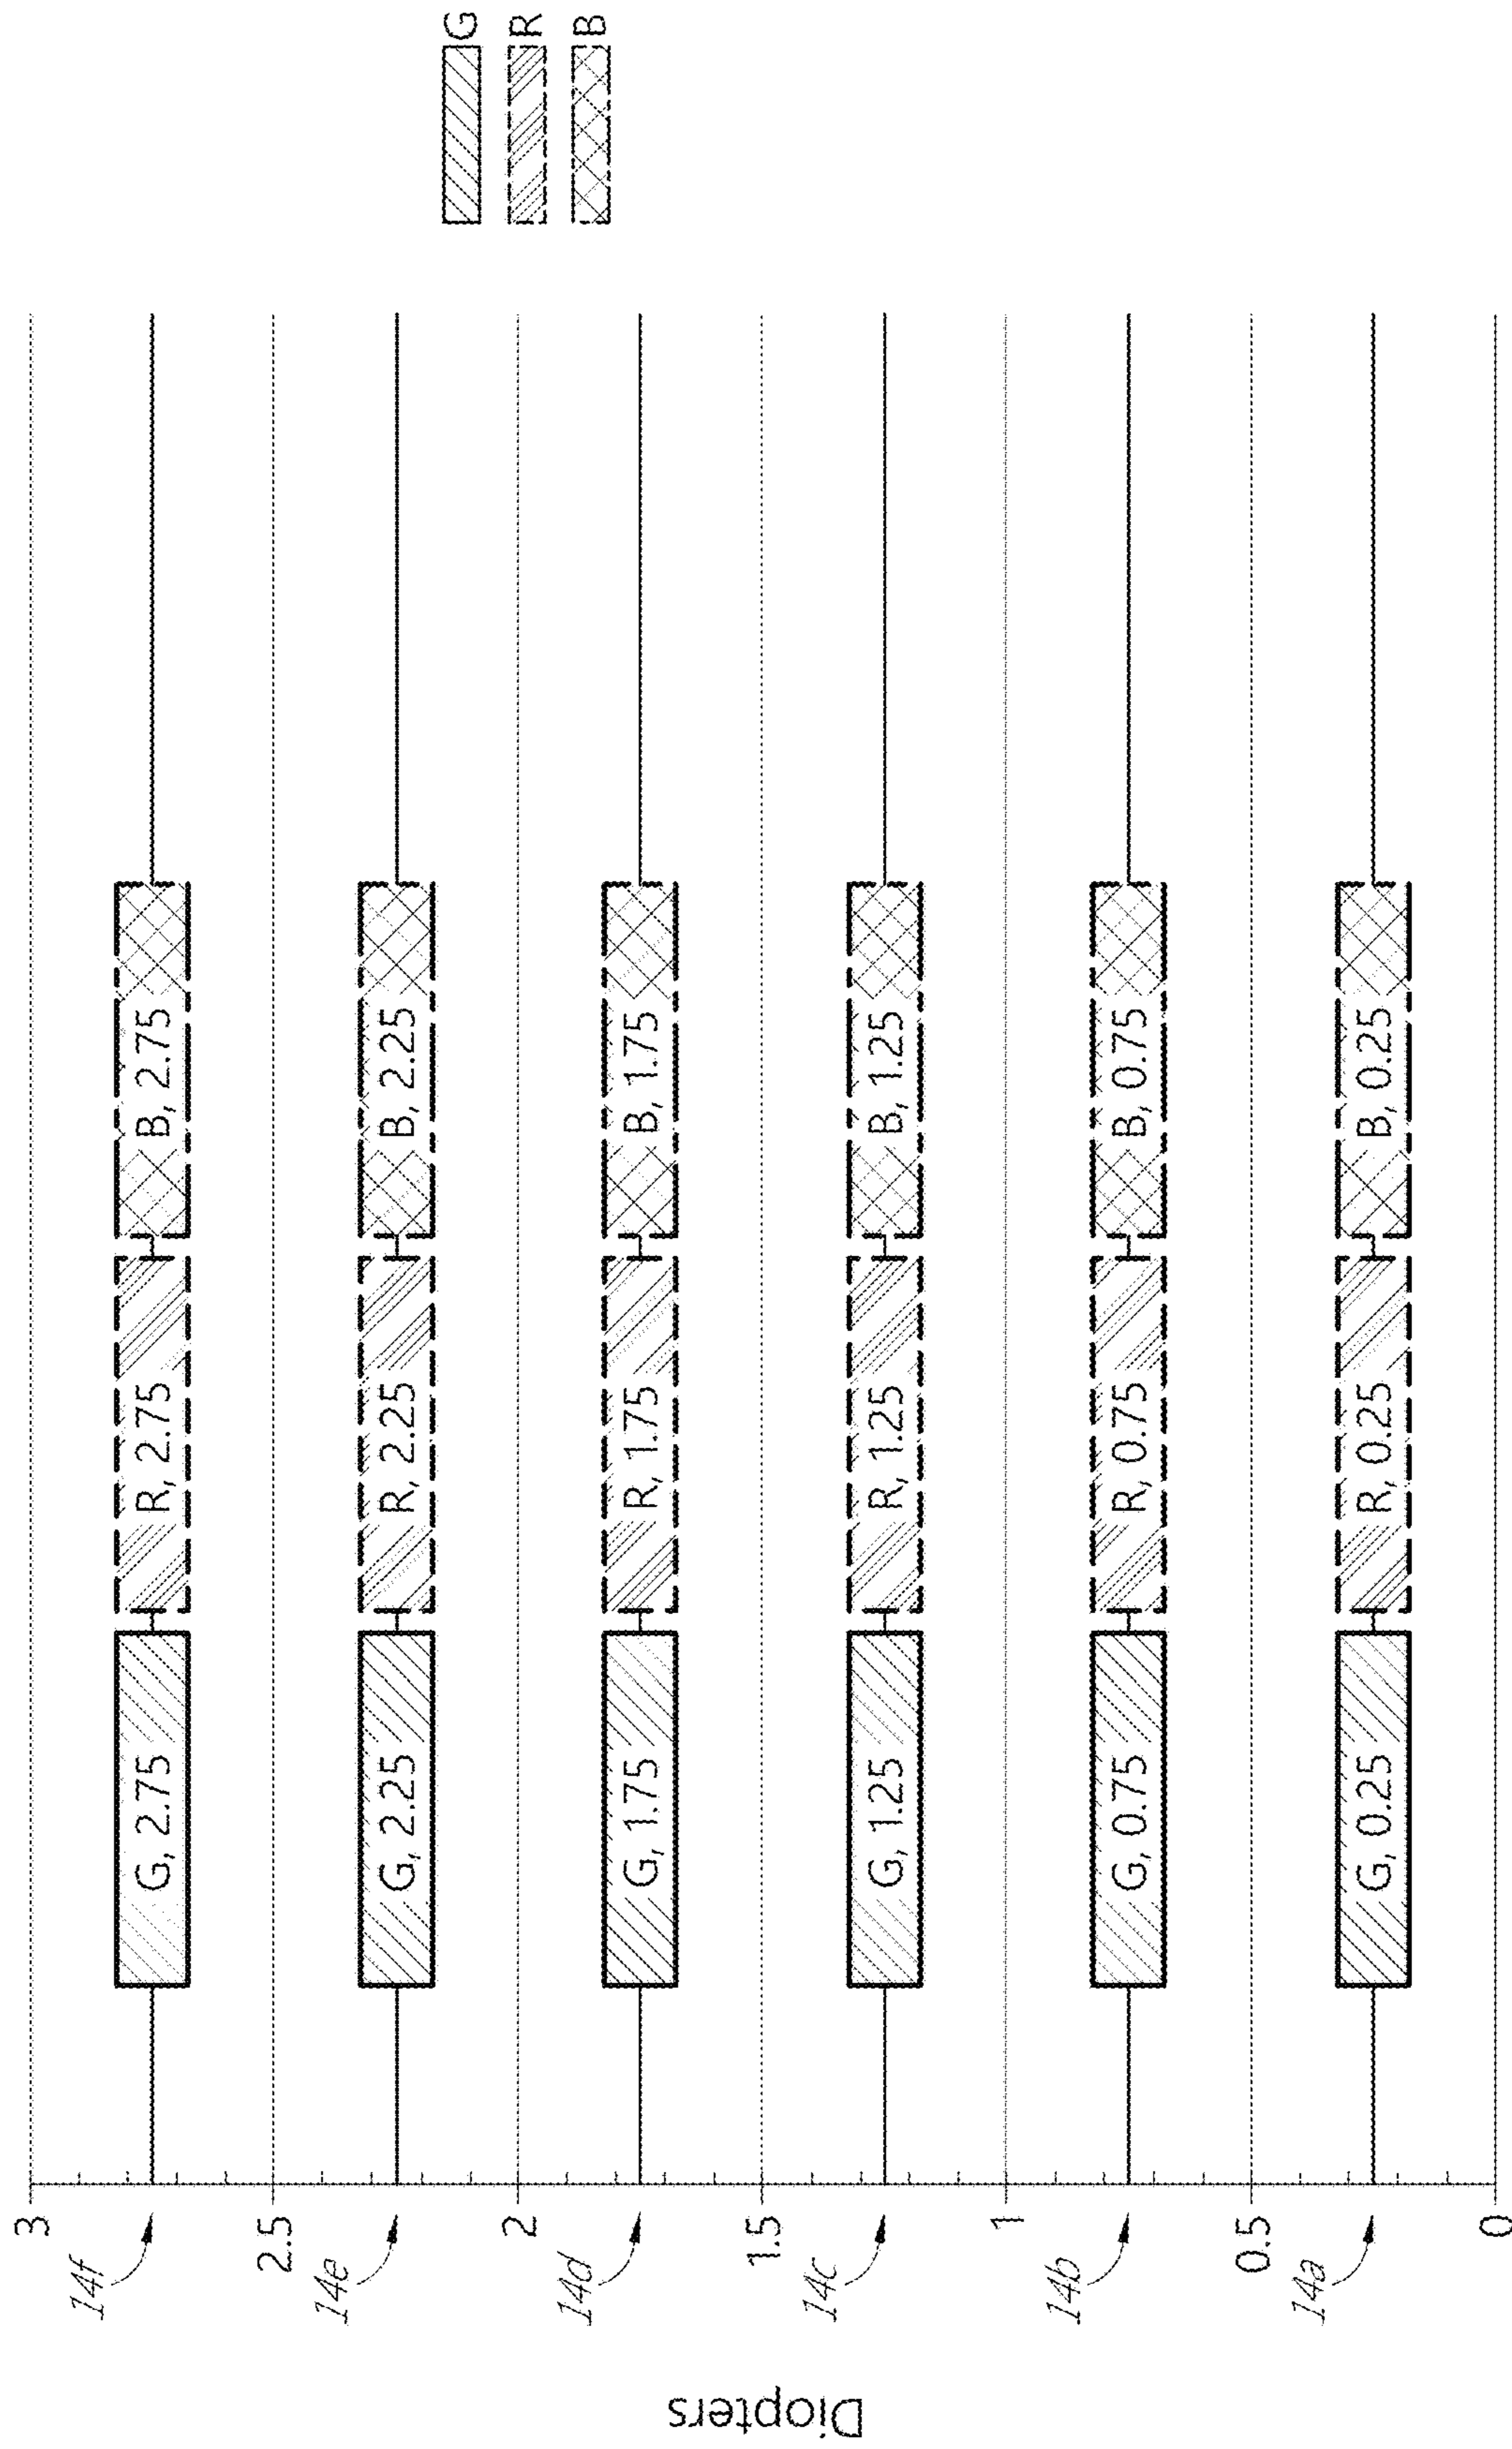 G
R
B
3
14f
G, 2.75 R, 2.75 B, 2.75
2.5
14e
G, 2.25 R, 2.25 B, 2.25
2
14d
G, 1.75 R, 1.75 B, 1.75
1.5
14c
G, 1.25 R, 1.25 B, 1.25
1
14b
G, 0.75 R, 0.75 B, 0.75
0.5
14a
G, 0.25 R, 0.25 B, 0.25
0
Diopters